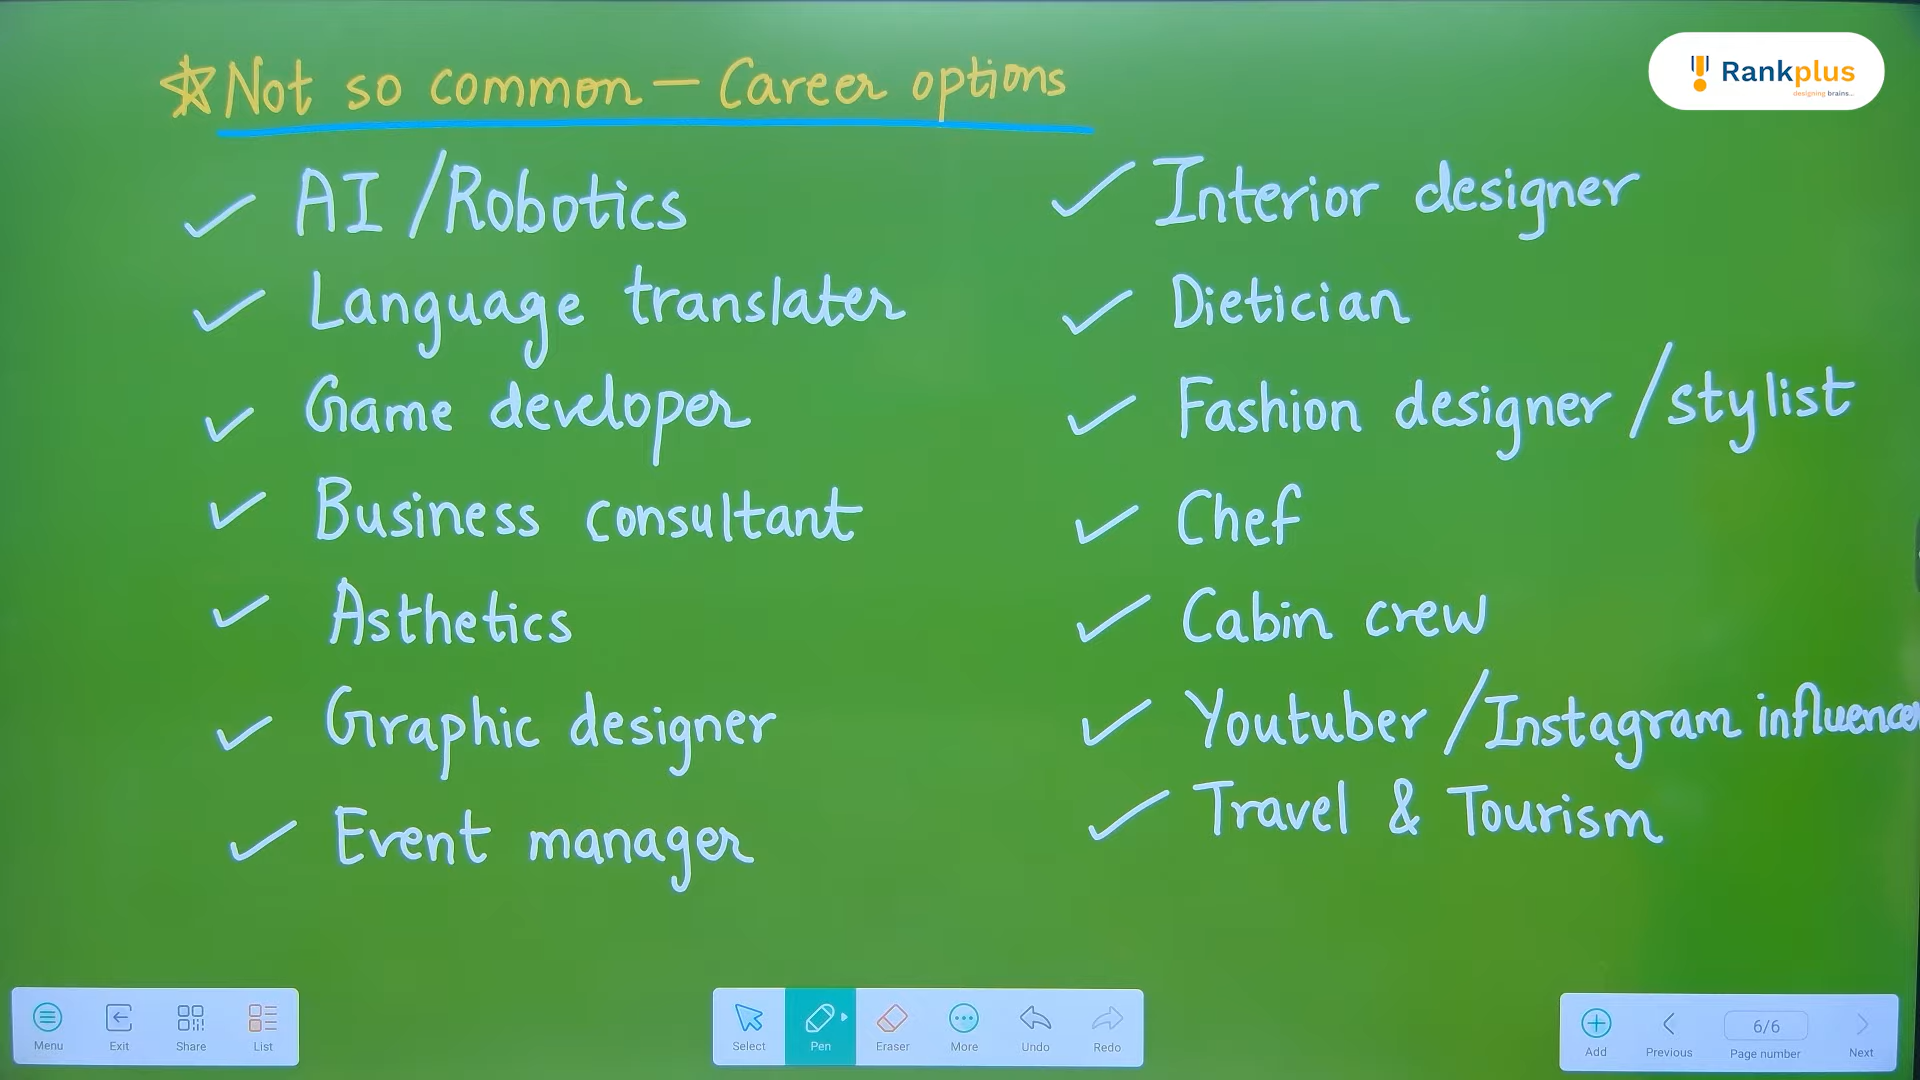 Not so common - Career options
Rankplus
designing brains...
AI/Robotics
Language translater
Game developer
Business consultant
Asthetics
Graphic designer
Event manager
Interior designer
Dietician
Fashion designer/stylist
Chef
Cabin crew
Youtuber/Instagram influencer
Travel & Tourism
Menu
Exit
Share
List
Select
Pen
Eraser
More
Undo
Redo
Add
Previous
6/6
Page number
Next